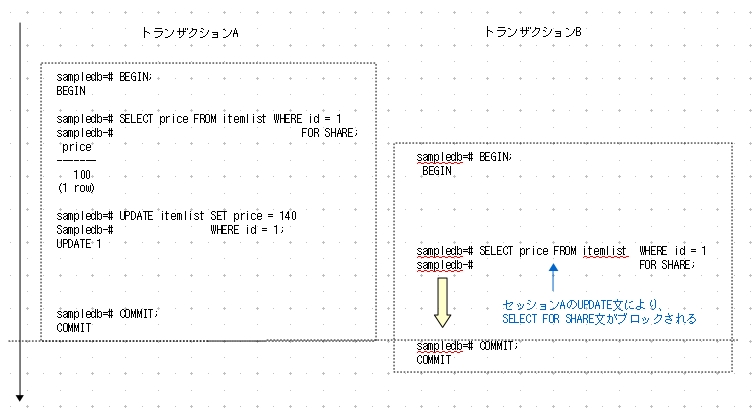 トランザクションA
トランザクションB
sampledb=# BEGIN;
BEGIN
sampledb=# SELECT price FROM itemlist WHERE id = 1
sampledb-# FOR SHARE;
price
-------
100
(1 row)
sampledb=# UPDATE itemlist SET price = 140
Sampledb-# WHERE id = 1;
UPDATE 1
sampledb=# COMMIT;
COMMIT
sampledb=# BEGIN;
BEGIN
sampledb=# SELECT price FROM itemlist WHERE id = 1
sampledb-# FOR SHARE;
セッションAのUPDATE文により、
SELECT FOR SHARE文がブロックされる
sampledb=# COMMIT;
COMMIT